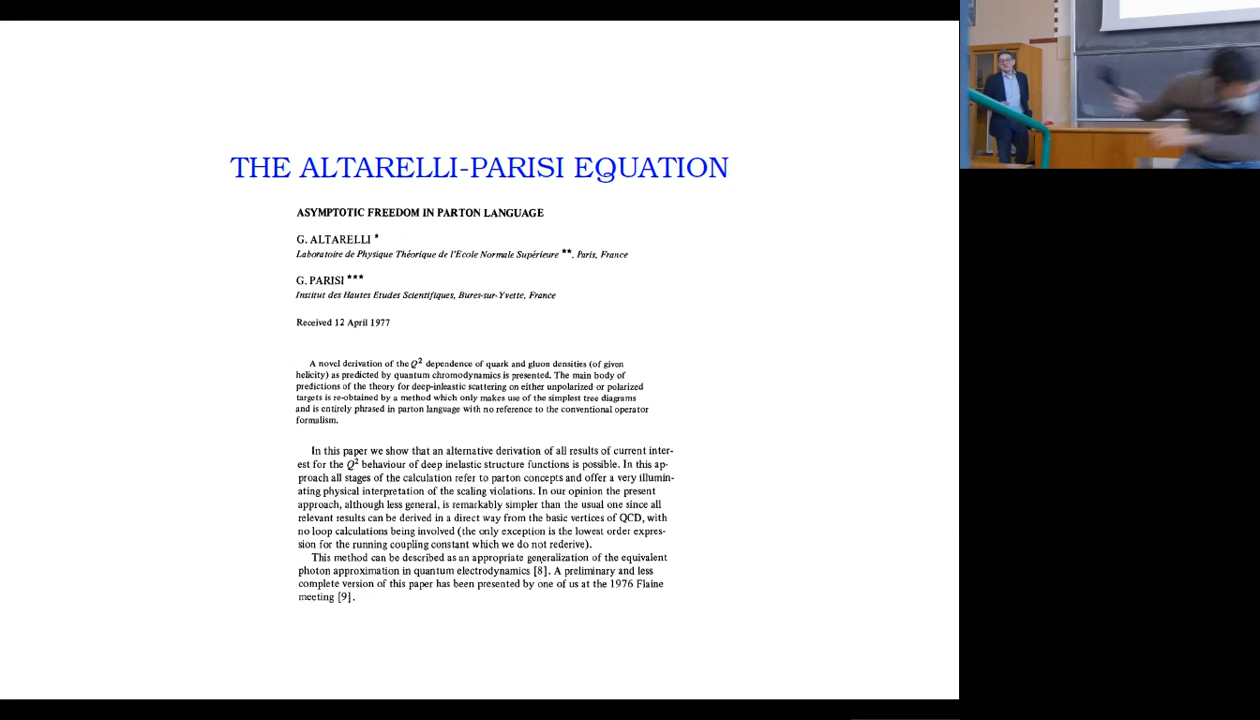 THE ALTARELLI-PARISI EQUATION
ASYMPTOTIC FREEDOM IN PARTON LANGUAGE
G. ALTARELLI *
Laboratoire de Physique Théorique de l'Ecole Normale Supérieure **, Paris, France
G. PARISI ***
Institut des Hautes Etudes Scientifiques, Bures-sur-Yvette, France
Received 12 April 1977
A novel derivation of the Q² dependence of quark and gluon densities (of given
helicity) as predicted by quantum chromodynamics is presented. The main body of
predictions of the theory for deep-inleastic scattering on either unpolarized or polarized
targets is re-obtained by a method which only makes use of the simplest tree diagrams
and is entirely phrased in parton language with no reference to the conventional operator
formalism.
In this paper we show that an alternative derivation of all results of current inter-
est for the Q² behaviour of deep inelastic structure functions is possible. In this ap-
proach all stages of the calculation refer to parton concepts and offer a very illumin-
ating physical interpretation of the scaling violations. In our opinion the present
approach, although less general, is remarkably simpler than the usual one since all
relevant results can be derived in a direct way from the basic vertices of QCD, with
no loop calculations being involved (the only exception is the lowest order expres-
sion for the running coupling constant which we do not rederive).
This method can be described as an appropriate generalization of the equivalent
photon approximation in quantum electrodynamics [8]. A preliminary and less
complete version of this paper has been presented by one of us at the 1976 Flaine
meeting [9].